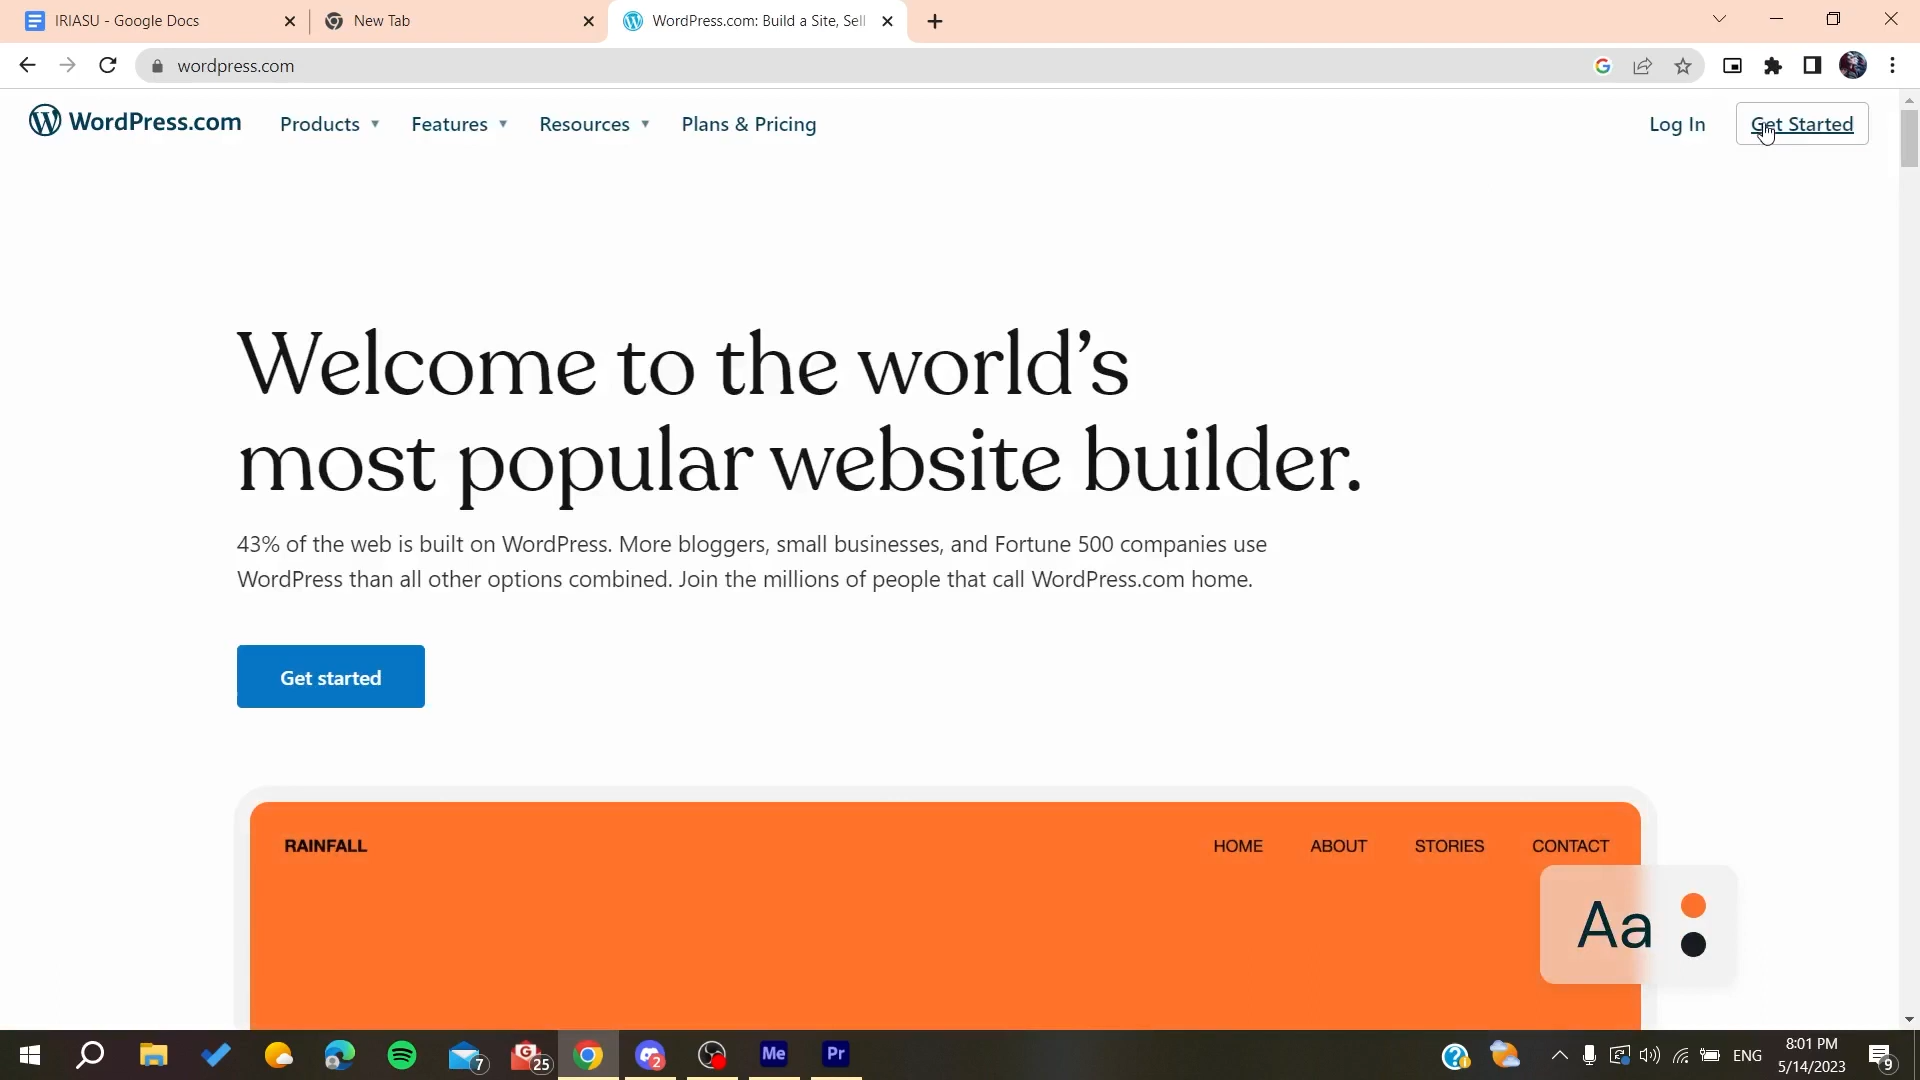 IRIASU - Google Docs
New Tab
WordPress.com: Build a Site, Sell
wordpress.com
WordPress.com
Products
Features
Resources
Plans & Pricing
Log In
Get Started
Welcome to the world’s
most popular website builder.
43% of the web is built on WordPress. More bloggers, small businesses, and Fortune 500 companies use
WordPress than all other options combined. Join the millions of people that call WordPress.com home.
Get started
RAINFALL
HOME
ABOUT
STORIES
CONTACT
Aa
7
25
2
Me
Pr
ENG
8:01 PM
5/14/2023
9